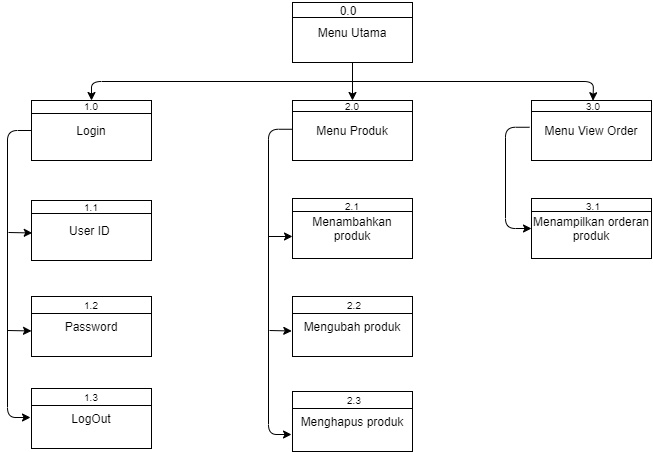 0.0
Menu Utama
1.0
Login
2.0
Menu Produk
3.0
Menu View Order
1.1
User ID
2.1
Menambahkan
produk
3.1
Menampilkan orderan
produk
1.2
Password
2.2
Mengubah produk
1.3
LogOut
2.3
Menghapus produk